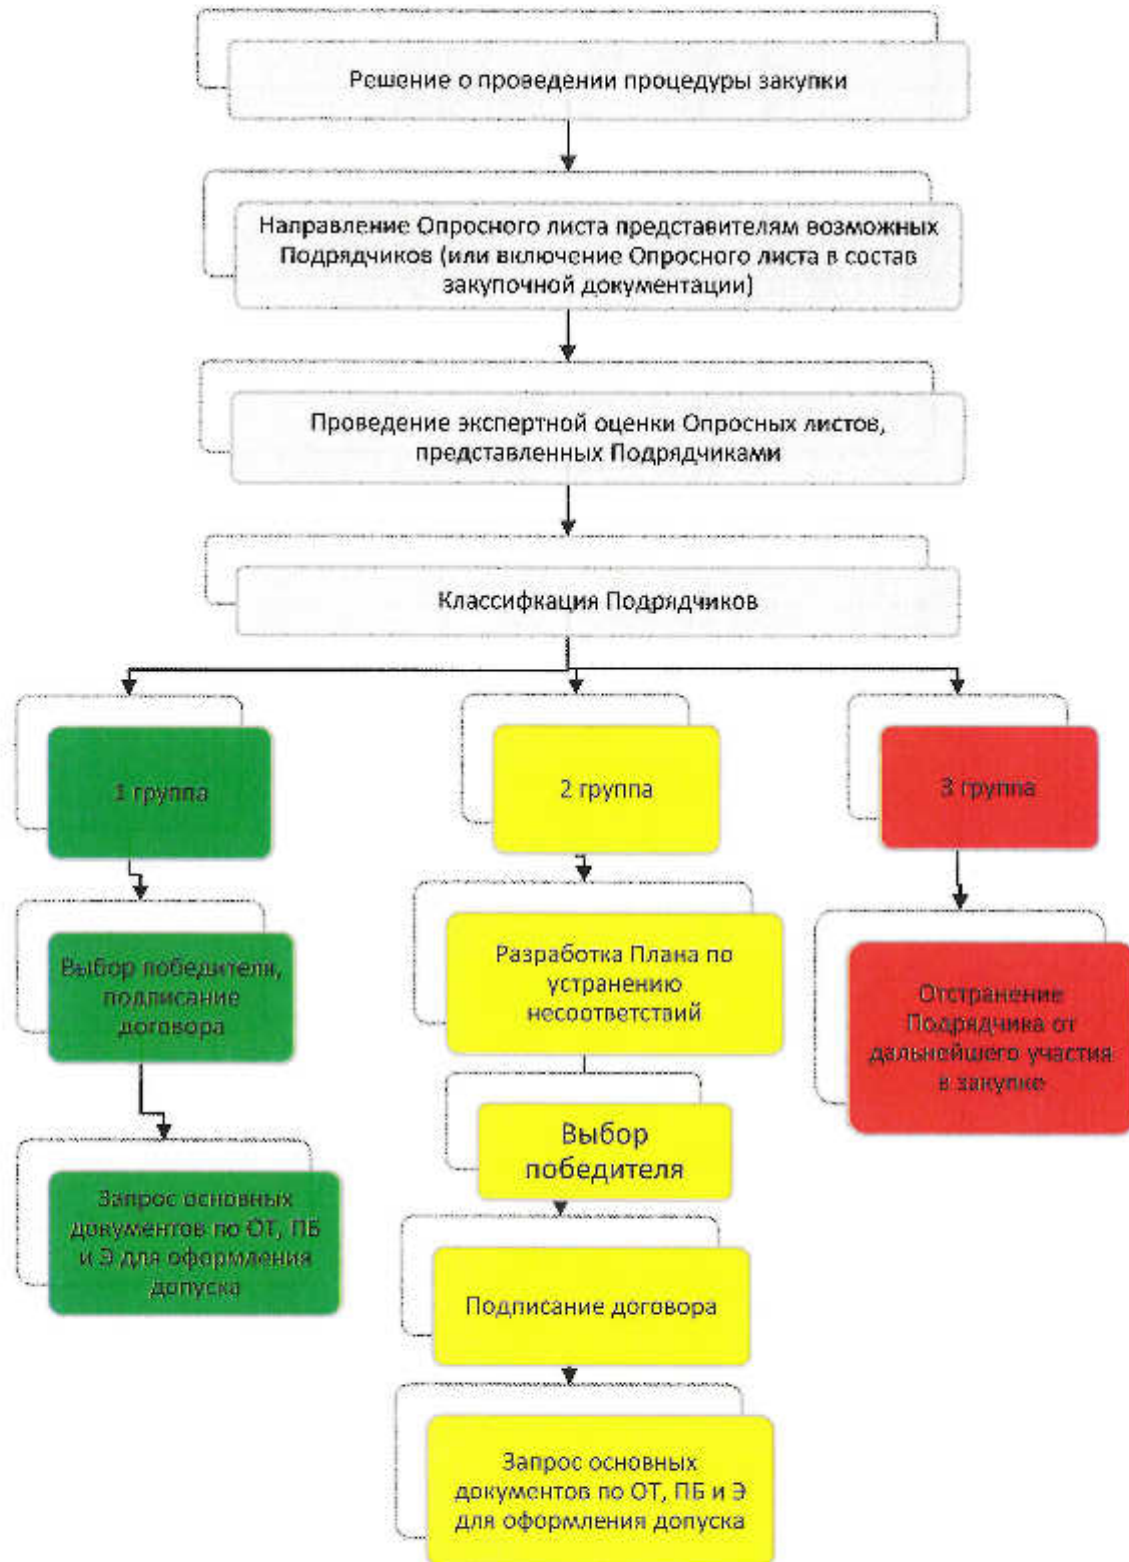 Решение о проведении процедуры закупки
Направление Опросного листа представителям возможных
Подрядчиков (или включение Опросного листа в состав
закупочной документации)
Проведение экспертной оценки Опросных листов,
представленных Подрядчиками
Классифкация Подрядчиков
1 группа
2 группа
3 группа
Выбор победителя,
подписание
договора
Разработка Плана по
устранению
несоответствий
Отстранение
Подрядчика от
дальнейшего участия
в закупке
Выбор
победителя
Запрос основных
документов по ОТ, ПБ
и Э для оформления
допуска
Подписание договора
Запрос основных
документов по ОТ, ПБ и Э
для оформления допуска